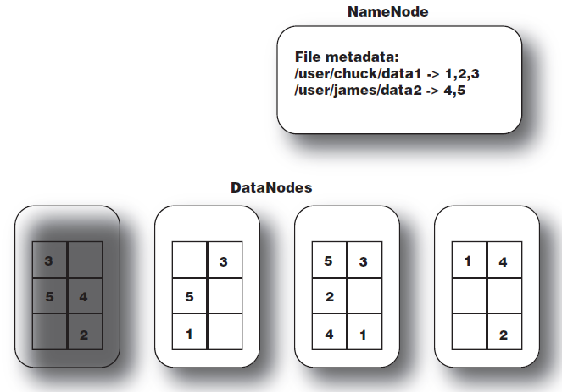 NameNode
File metadata:
/user/chuck/data1 -> 1,2,3
/user/james/data2 -> 4,5
DataNodes
3
5 4
2
3
5
1
5 3
2
4 1
1 4
2